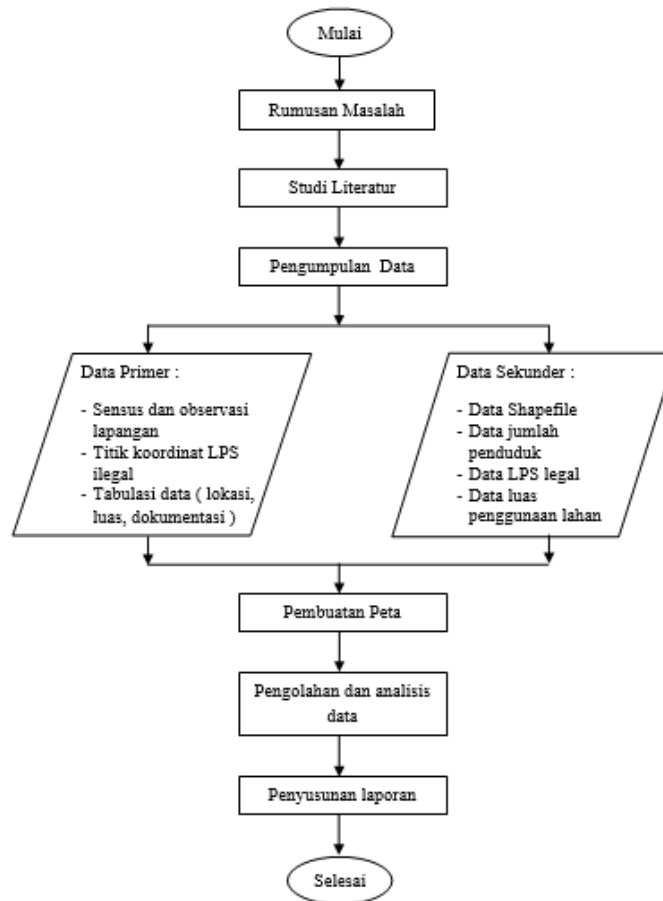 Mulai
Rumusan Masalah
Studi Literatur
Pengumpulan Data
Data Primer :
- Sensus dan observasi
lapangan
- Titik koordinat LPS
ilegal
- Tabulasi data ( lokasi,
luas, dokumentasi )
Data Sekunder :
- Data Shapefile
- Data jumlah
penduduk
- Data LPS legal
- Data luas
penggunaan lahan
Pembuatan Peta
Pengolahan dan analisis
data
Penyusunan laporan
Selesai